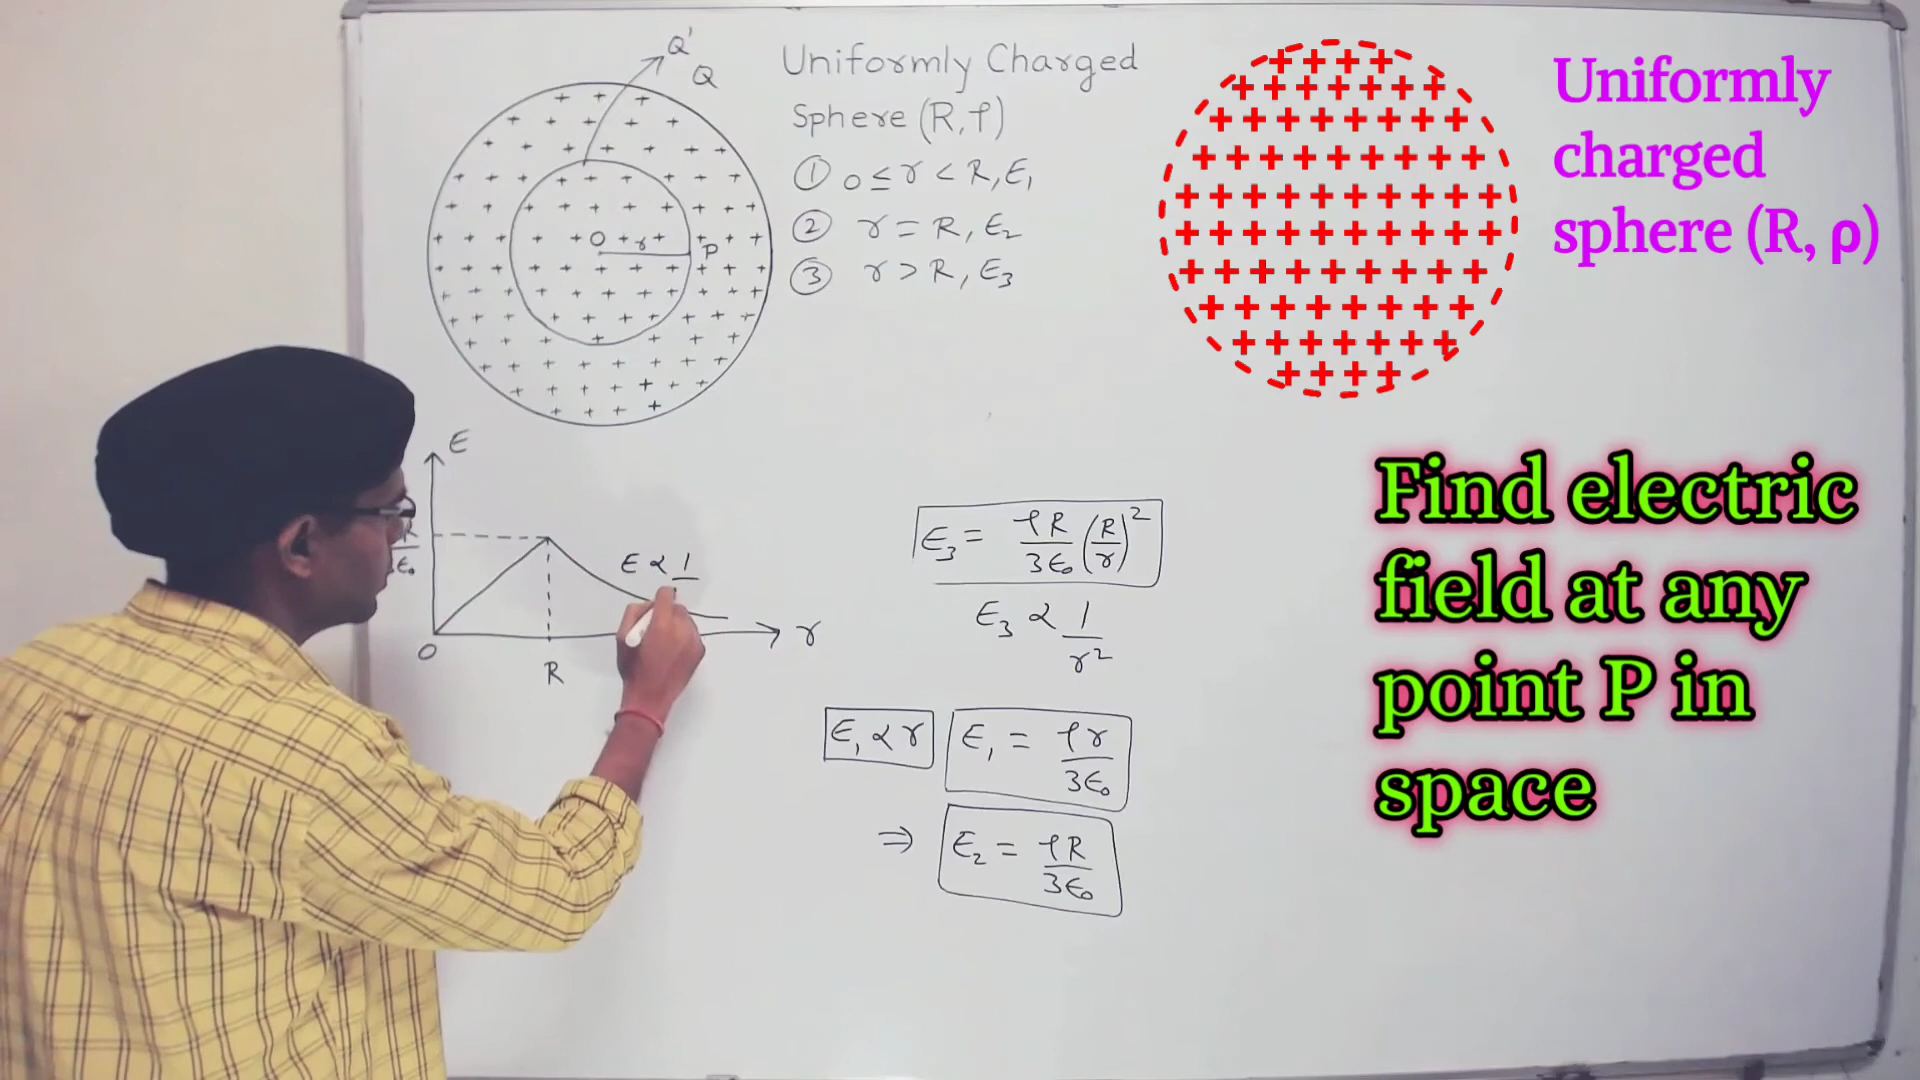 Q'
Q
Uniformly Charged
Sphere (R, ρ)
① 0 ≤ r < R, E₁
② r = R, E₂
③ r > R, E₃
O
r
P
Uniformly
charged
sphere (R, ρ)
Find electric
field at any
point P in
space
E
R
ϵ₀
E ∝ 1
O
R
r
E₃ = ρR/3ϵ₀ (R/r)²
E₃ ∝ 1/r²
E₁ ∝ r
E₁ = ρr/3ϵ₀
⇒ E₂ = ρR/3ϵ₀